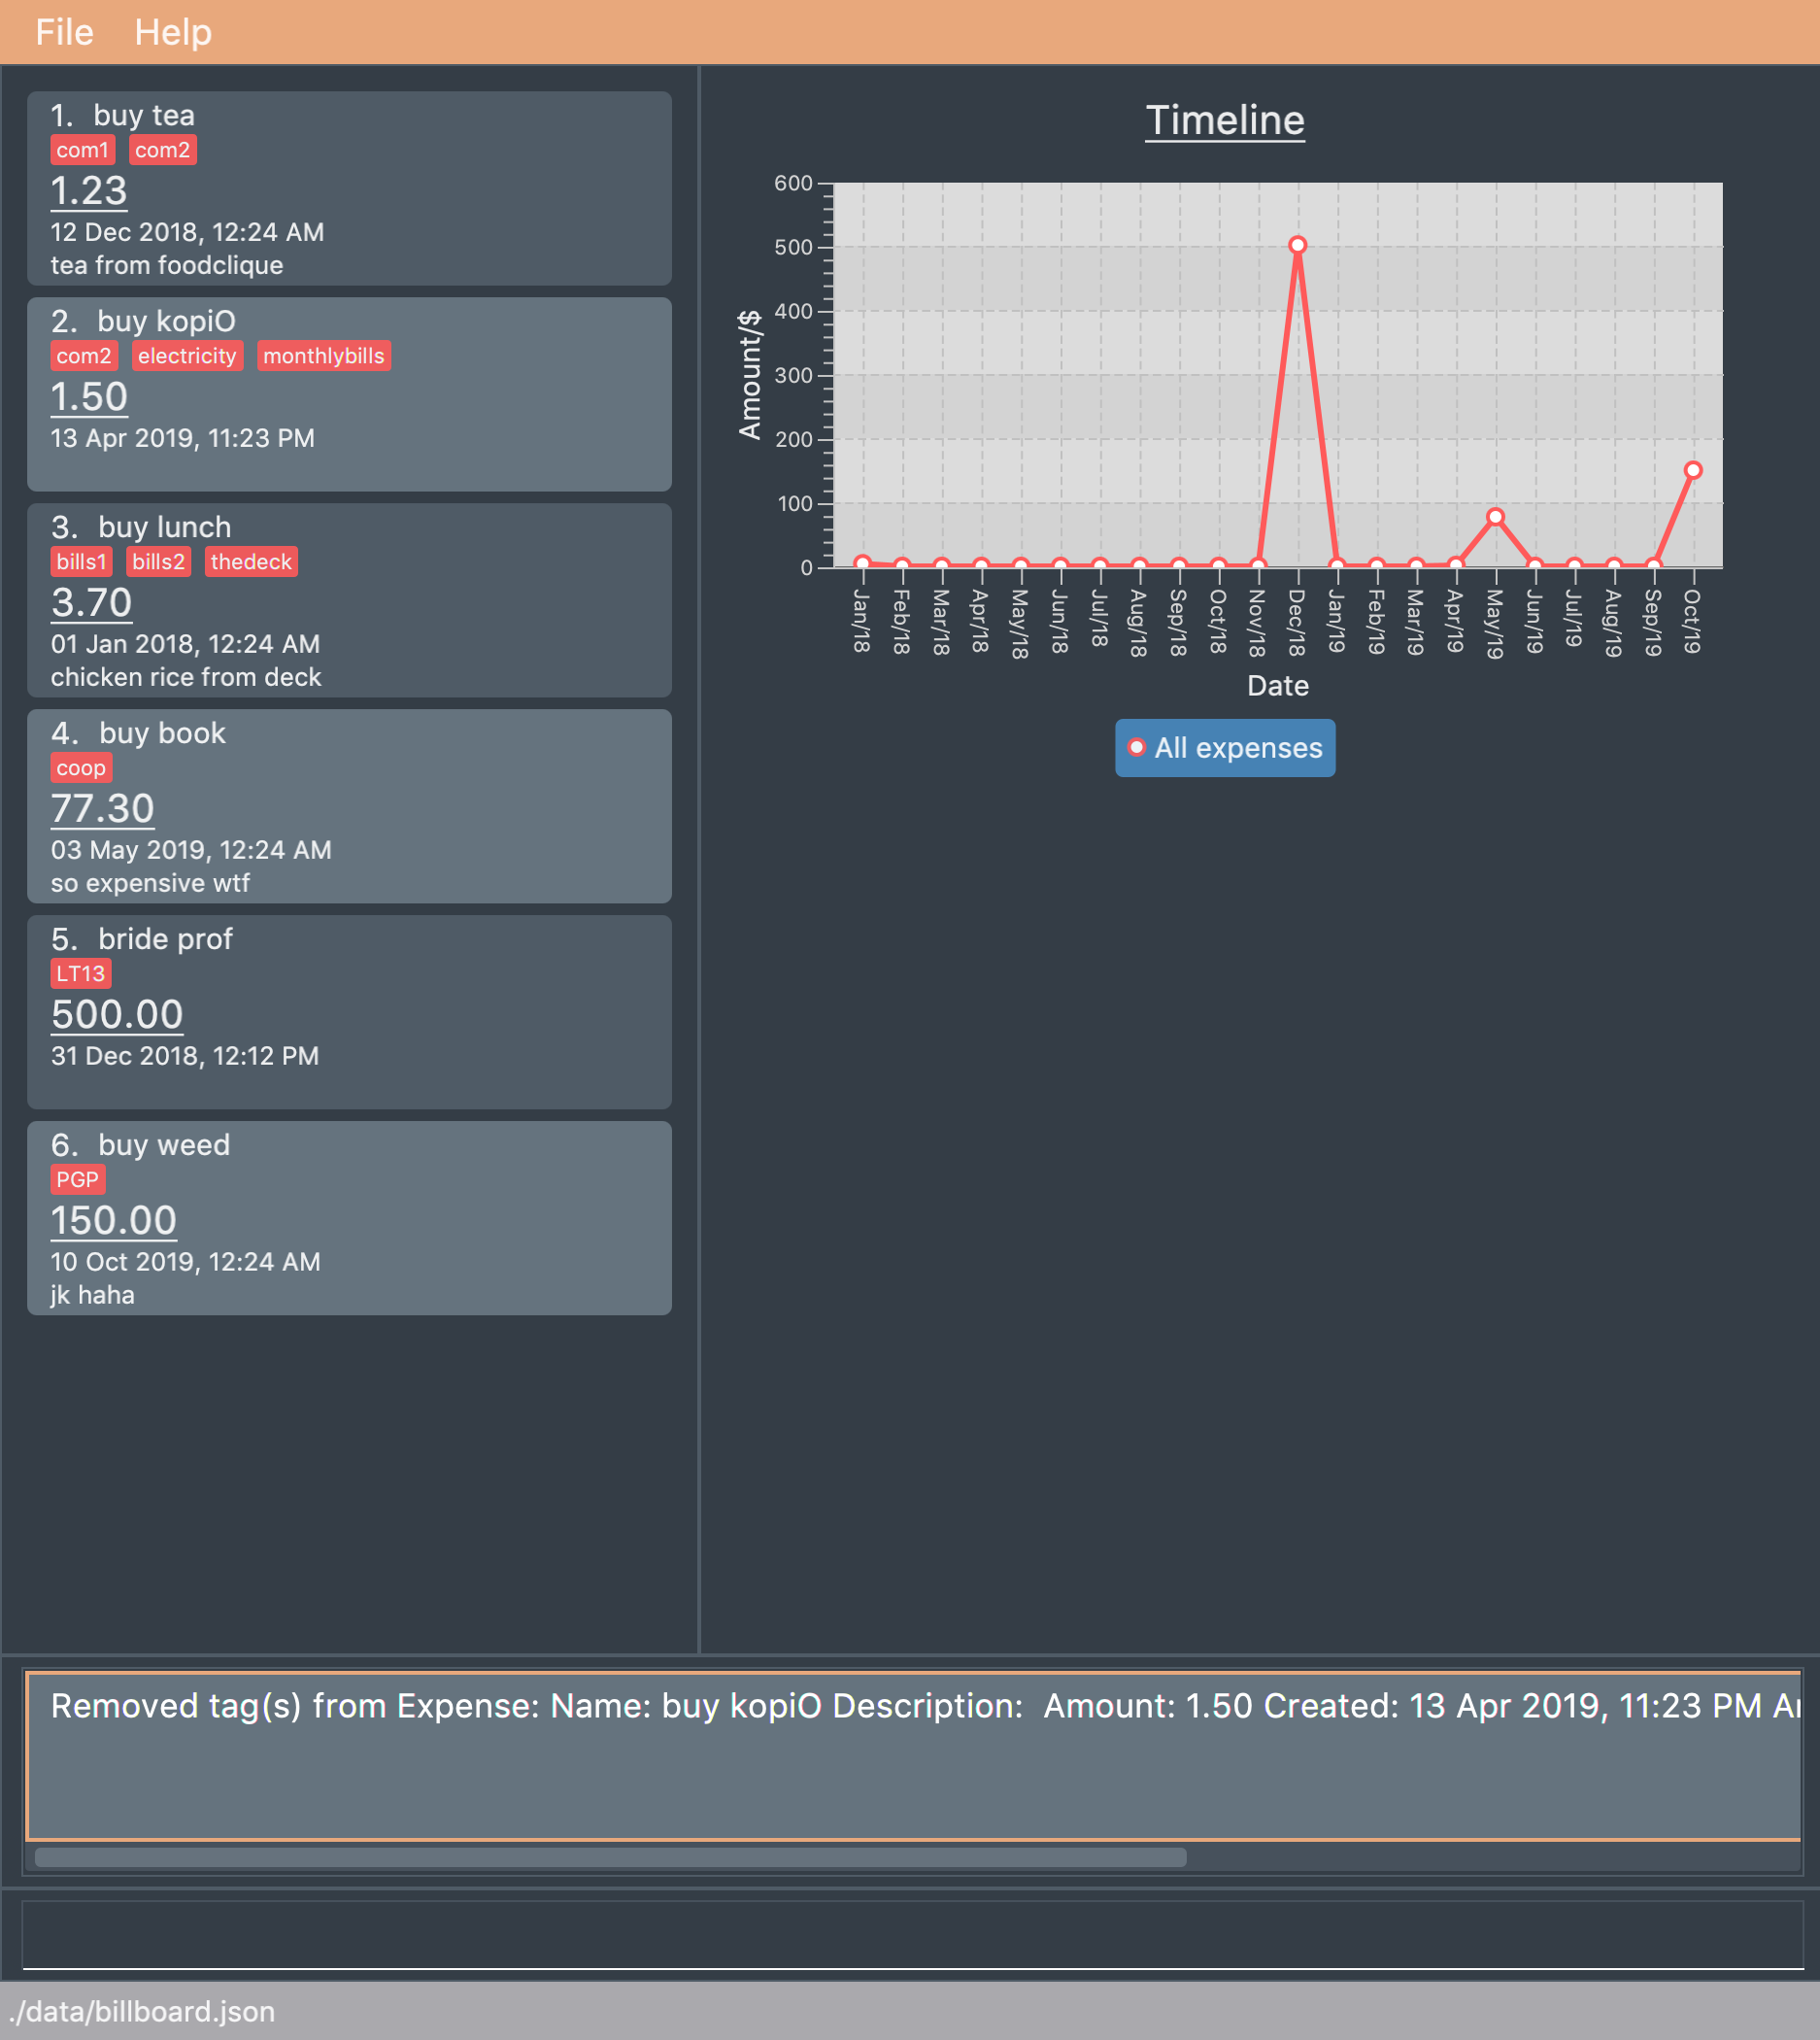 File Help
1. buy tea
com1 com2
1.23
12 Dec 2018, 12:24 AM
tea from foodclique
2. buy kopiO
com2 electricity monthlybills
1.50
13 Apr 2019, 11:23 PM
3. buy lunch
bills1 bills2 thedeck
3.70
01 Jan 2018, 12:24 AM
chicken rice from deck
4. buy book
coop
77.30
03 May 2019, 12:24 AM
so expensive wtf
5. bride prof
LT13
500.00
31 Dec 2018, 12:12 PM
6. buy weed
PGP
150.00
10 Oct 2019, 12:24 AM
jk haha
Timeline
Amount/$
600
500
400
300
200
100
0
Jan/18
Feb/18
Mar/18
Apr/18
May/18
Jun/18
Jul/18
Aug/18
Sep/18
Oct/18
Nov/18
Dec/18
Jan/19
Feb/19
Mar/19
Apr/19
May/19
Jun/19
Jul/19
Aug/19
Sep/19
Oct/19
Date
All expenses
Removed tag(s) from Expense: Name: buy kopiO Description: Amount: 1.50 Created: 13 Apr 2019, 11:23 PM
./data/billboard.json